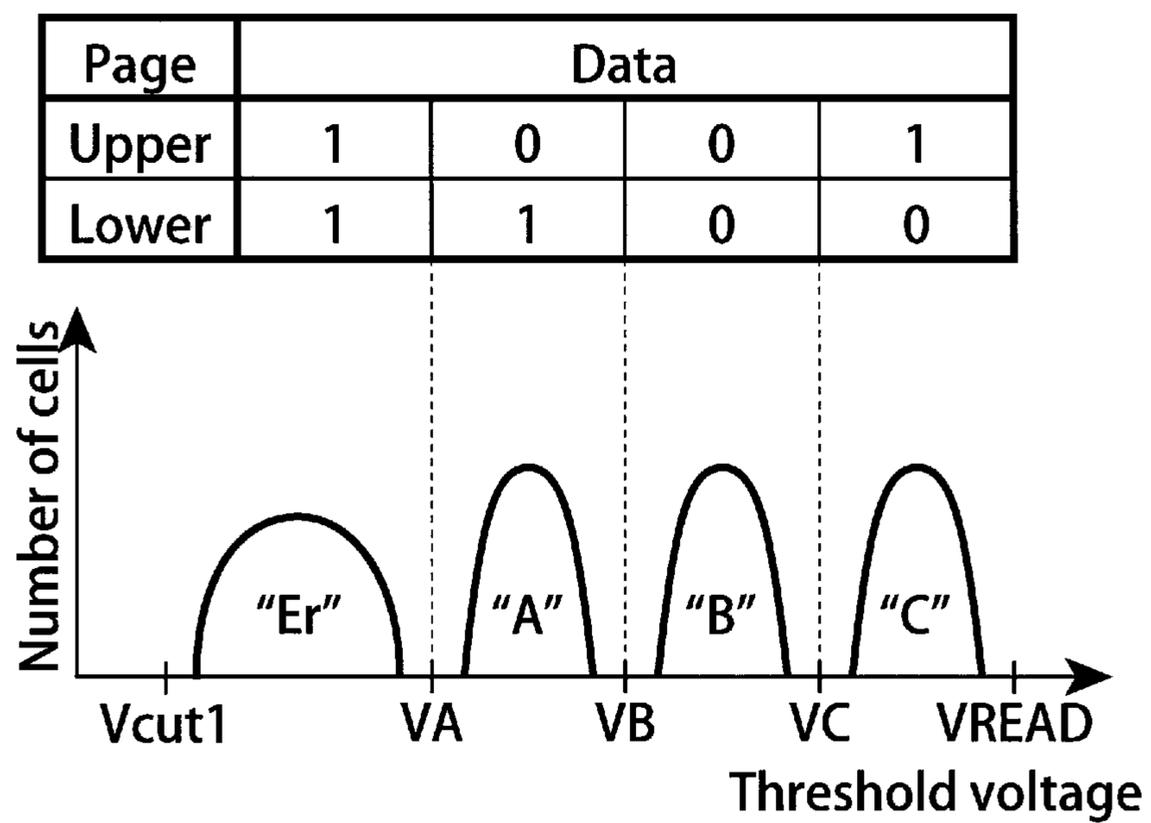 Page Data
Upper 1 0 0 1
Lower 1 1 0 0
Number of cells
“Er” “A” “B” “C”
Vcut1 VA VB VC VREAD
Threshold voltage